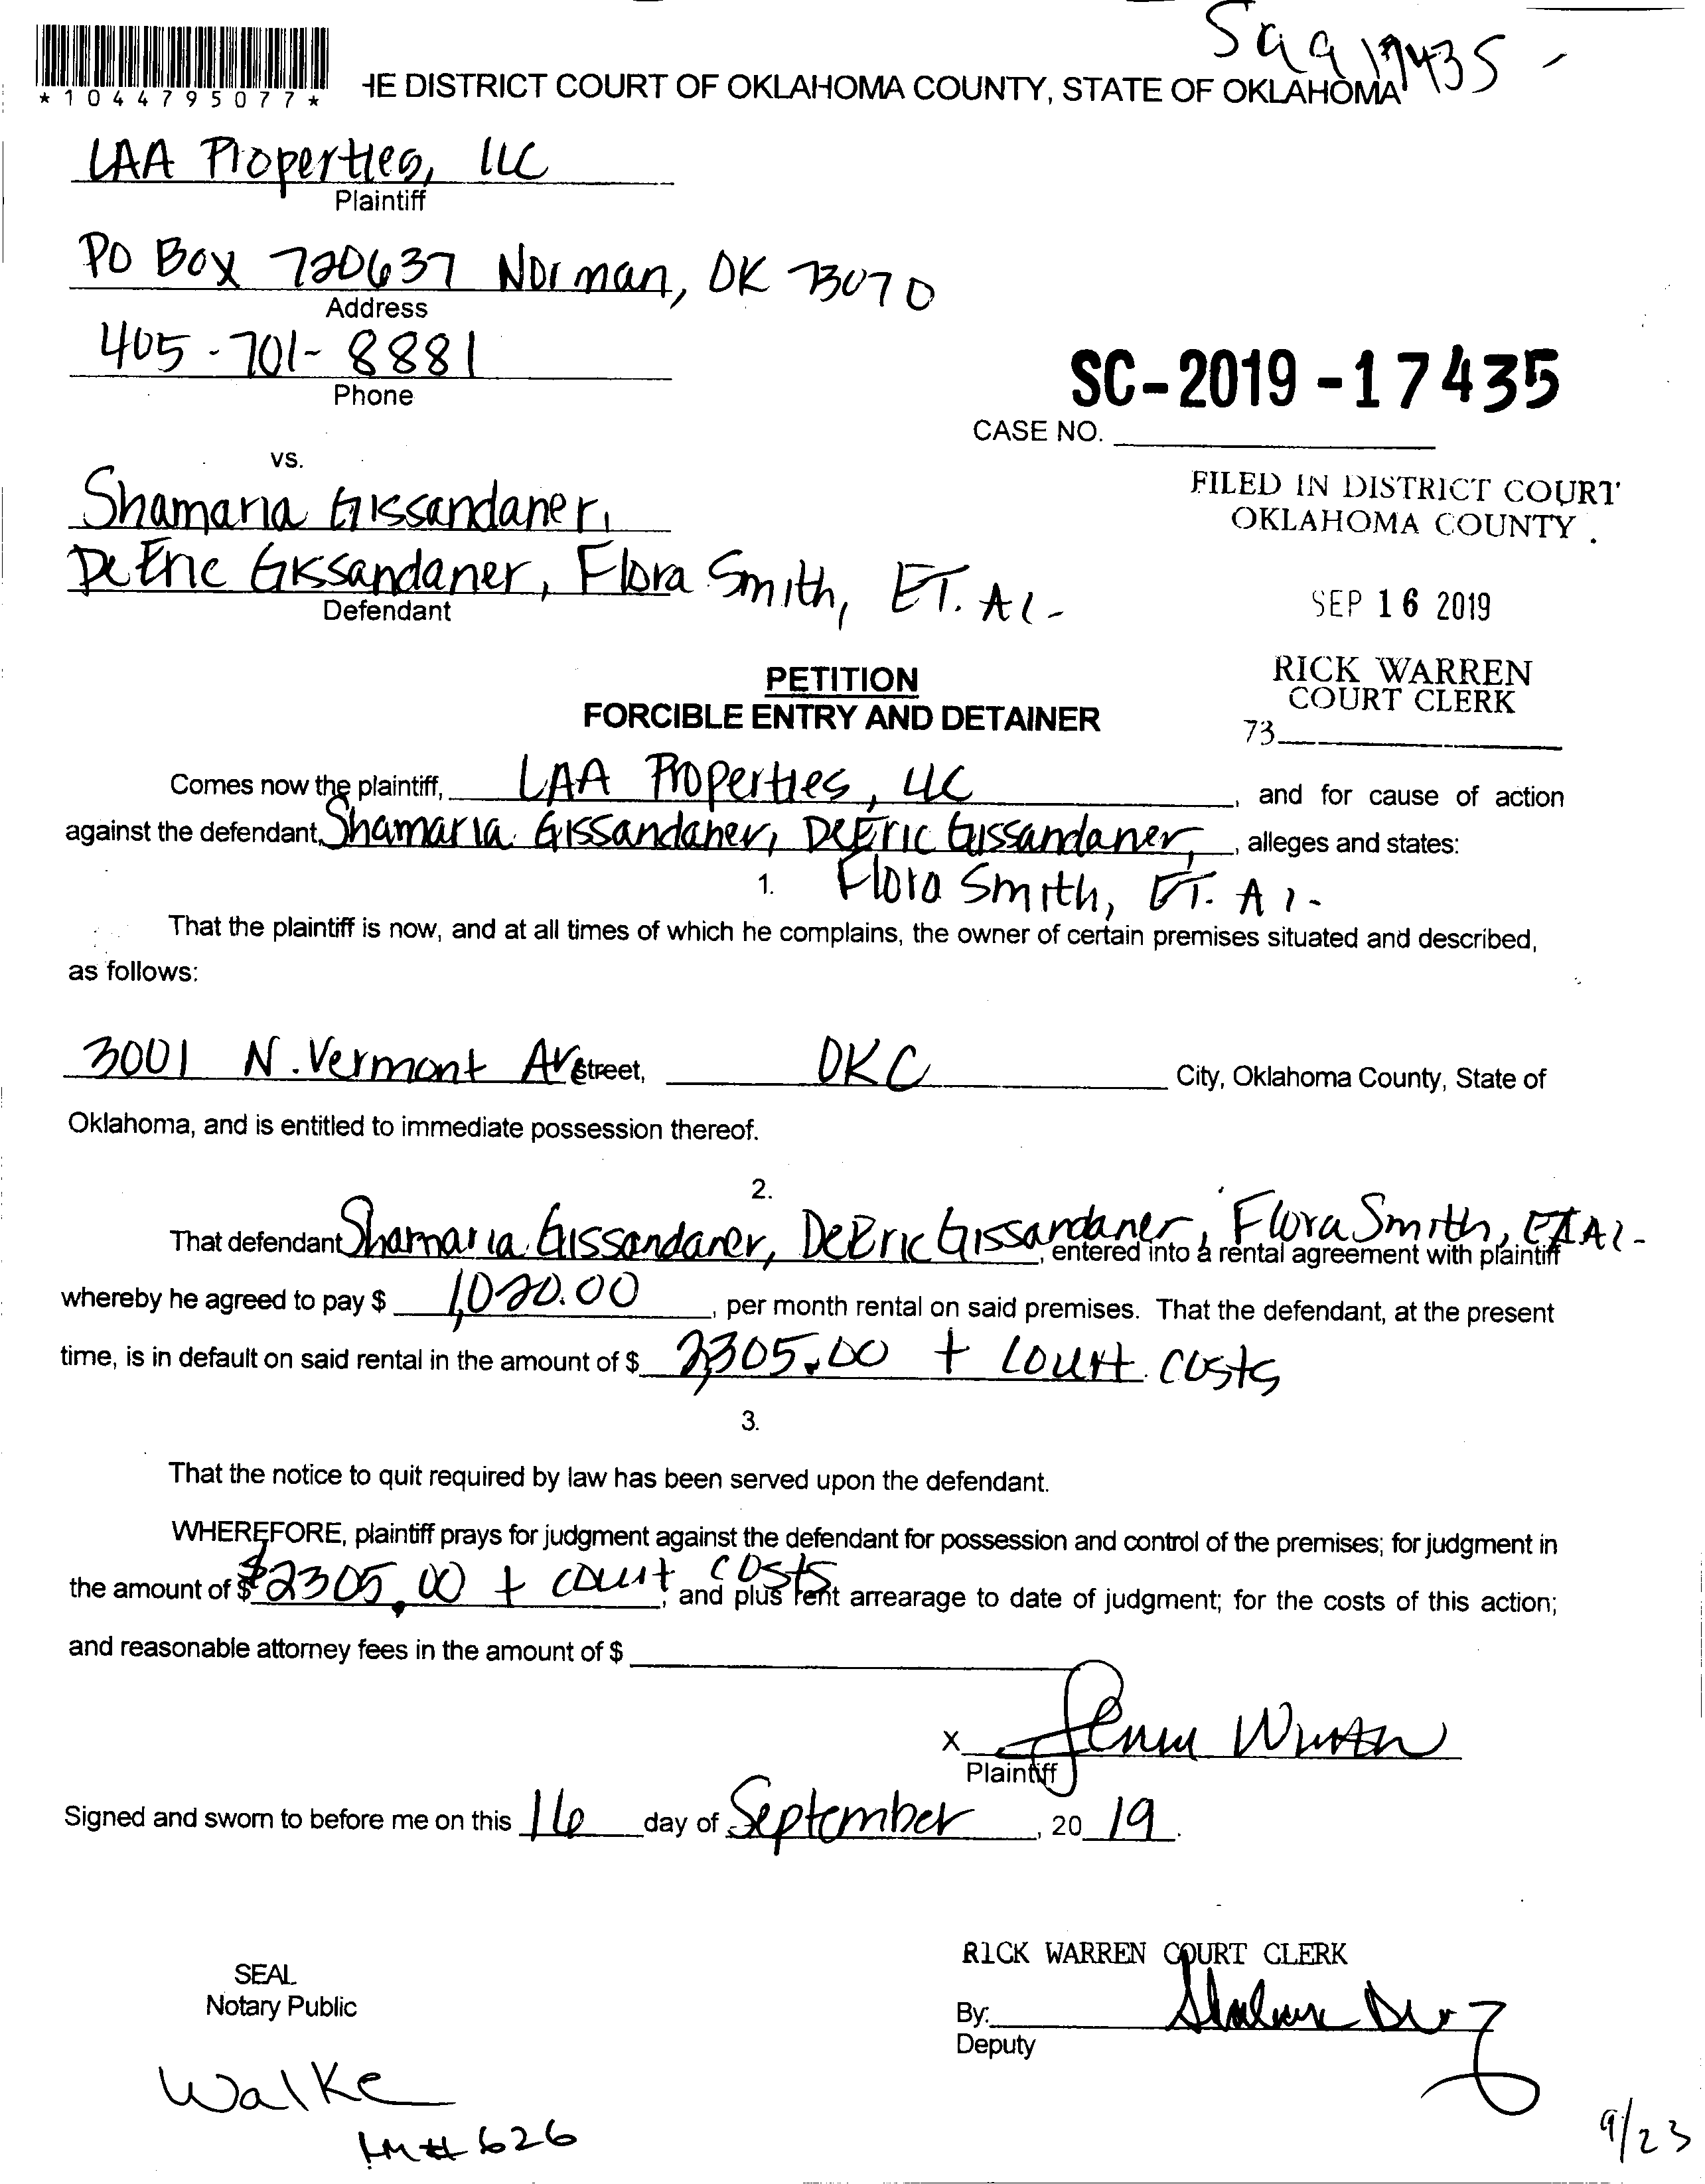 * 1 0 4 4 7 9 5 0 7 7 *
HE DISTRICT COURT OF OKLAHOMA COUNTY, STATE OF OKLAHOMA
LAA Properties, LLC
Plaintiff
PO Box 720637 Norman, OK 73070
Address
405-701-8881
Phone
SC-2019-17435
CASE NO.
vs.
Shamaria Gissandaner,
DeEric Gissandaner, Flora Smith, ET. Al-
Defendant
FILED IN DISTRICT COURT
OKLAHOMA COUNTY
SEP 16 2019
RICK WARREN
COURT CLERK
73
PETITION
FORCIBLE ENTRY AND DETAINER
Comes now the plaintiff, LAA Properties, LLC, and for cause of action
against the defendant, Shamaria Gissandaner, DeEric Gissandaner, alleges and states:
1. Flora Smith, ET. Al-
That the plaintiff is now, and at all times of which he complains, the owner of certain premises situated and described,
as follows:
3001 N. Vermont Av Street, OKC City, Oklahoma County, State of
Oklahoma, and is entitled to immediate possession thereof.
2.
That defendant Shamaria Gissandaner, DeEric Gissandaner, Flora Smith, ET Al-, entered into a rental agreement with plaintiff
whereby he agreed to pay $ 1,020.00, per month rental on said premises. That the defendant, at the present
time, is in default on said rental in the amount of $ 2,305.00 + court costs
3.
That the notice to quit required by law has been served upon the defendant.
WHEREFORE, plaintiff prays for judgment against the defendant for possession and control of the premises; for judgment in
the amount of $ $2305.00 + court costs, and plus rent arrearage to date of judgment; for the costs of this action;
and reasonable attorney fees in the amount of $
X
Plaintiff
Signed and sworn to before me on this 16 day of September, 20 19.
RICK WARREN COURT CLERK
SEAL
Notary Public
By:
Deputy
Walke
626
9/23